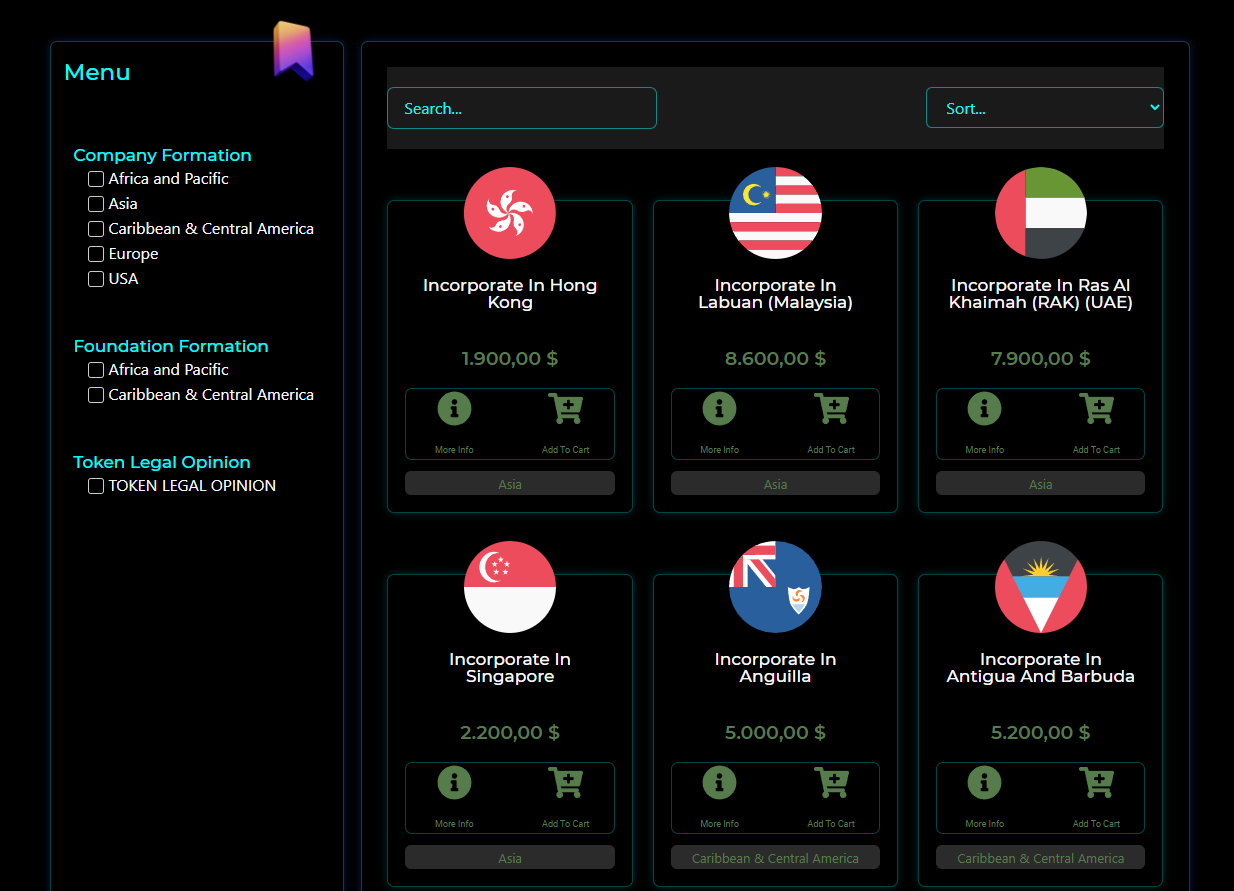 Menu
Company Formation
Africa and Pacific
Asia
Caribbean & Central America
Europe
USA
Foundation Formation
Africa and Pacific
Caribbean & Central America
Token Legal Opinion
TOKEN LEGAL OPINION
Search...
Sort...
Incorporate In Hong
Kong
1.900,00 $
More Info
Add To Cart
Asia
Incorporate In
Labuan (Malaysia)
8.600,00 $
More Info
Add To Cart
Asia
Incorporate In Ras Al
Khaimah (RAK) (UAE)
7.900,00 $
More Info
Add To Cart
Asia
Incorporate In
Singapore
2.200,00 $
More Info
Add To Cart
Asia
Incorporate In
Anguilla
5.000,00 $
More Info
Add To Cart
Caribbean & Central America
Incorporate In
Antigua And Barbuda
5.200,00 $
More Info
Add To Cart
Caribbean & Central America